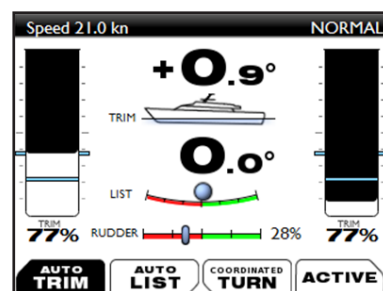 Speed 21.0 kn NORMAL
+0.9°
TRIM
0.0°
LIST
TRIM TRIM
77% RUDDER 28% 77%
AUTO TRIM AUTO LIST COORDINATED TURN ACTIVE